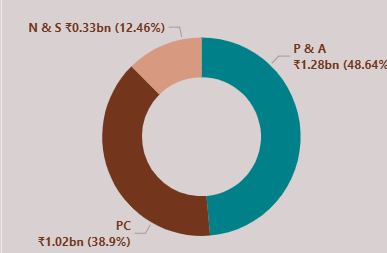 N & S ₹0.33bn (12.46%)
P & A
₹1.28bn (48.64%
PC
₹1.02bn (38.9%)